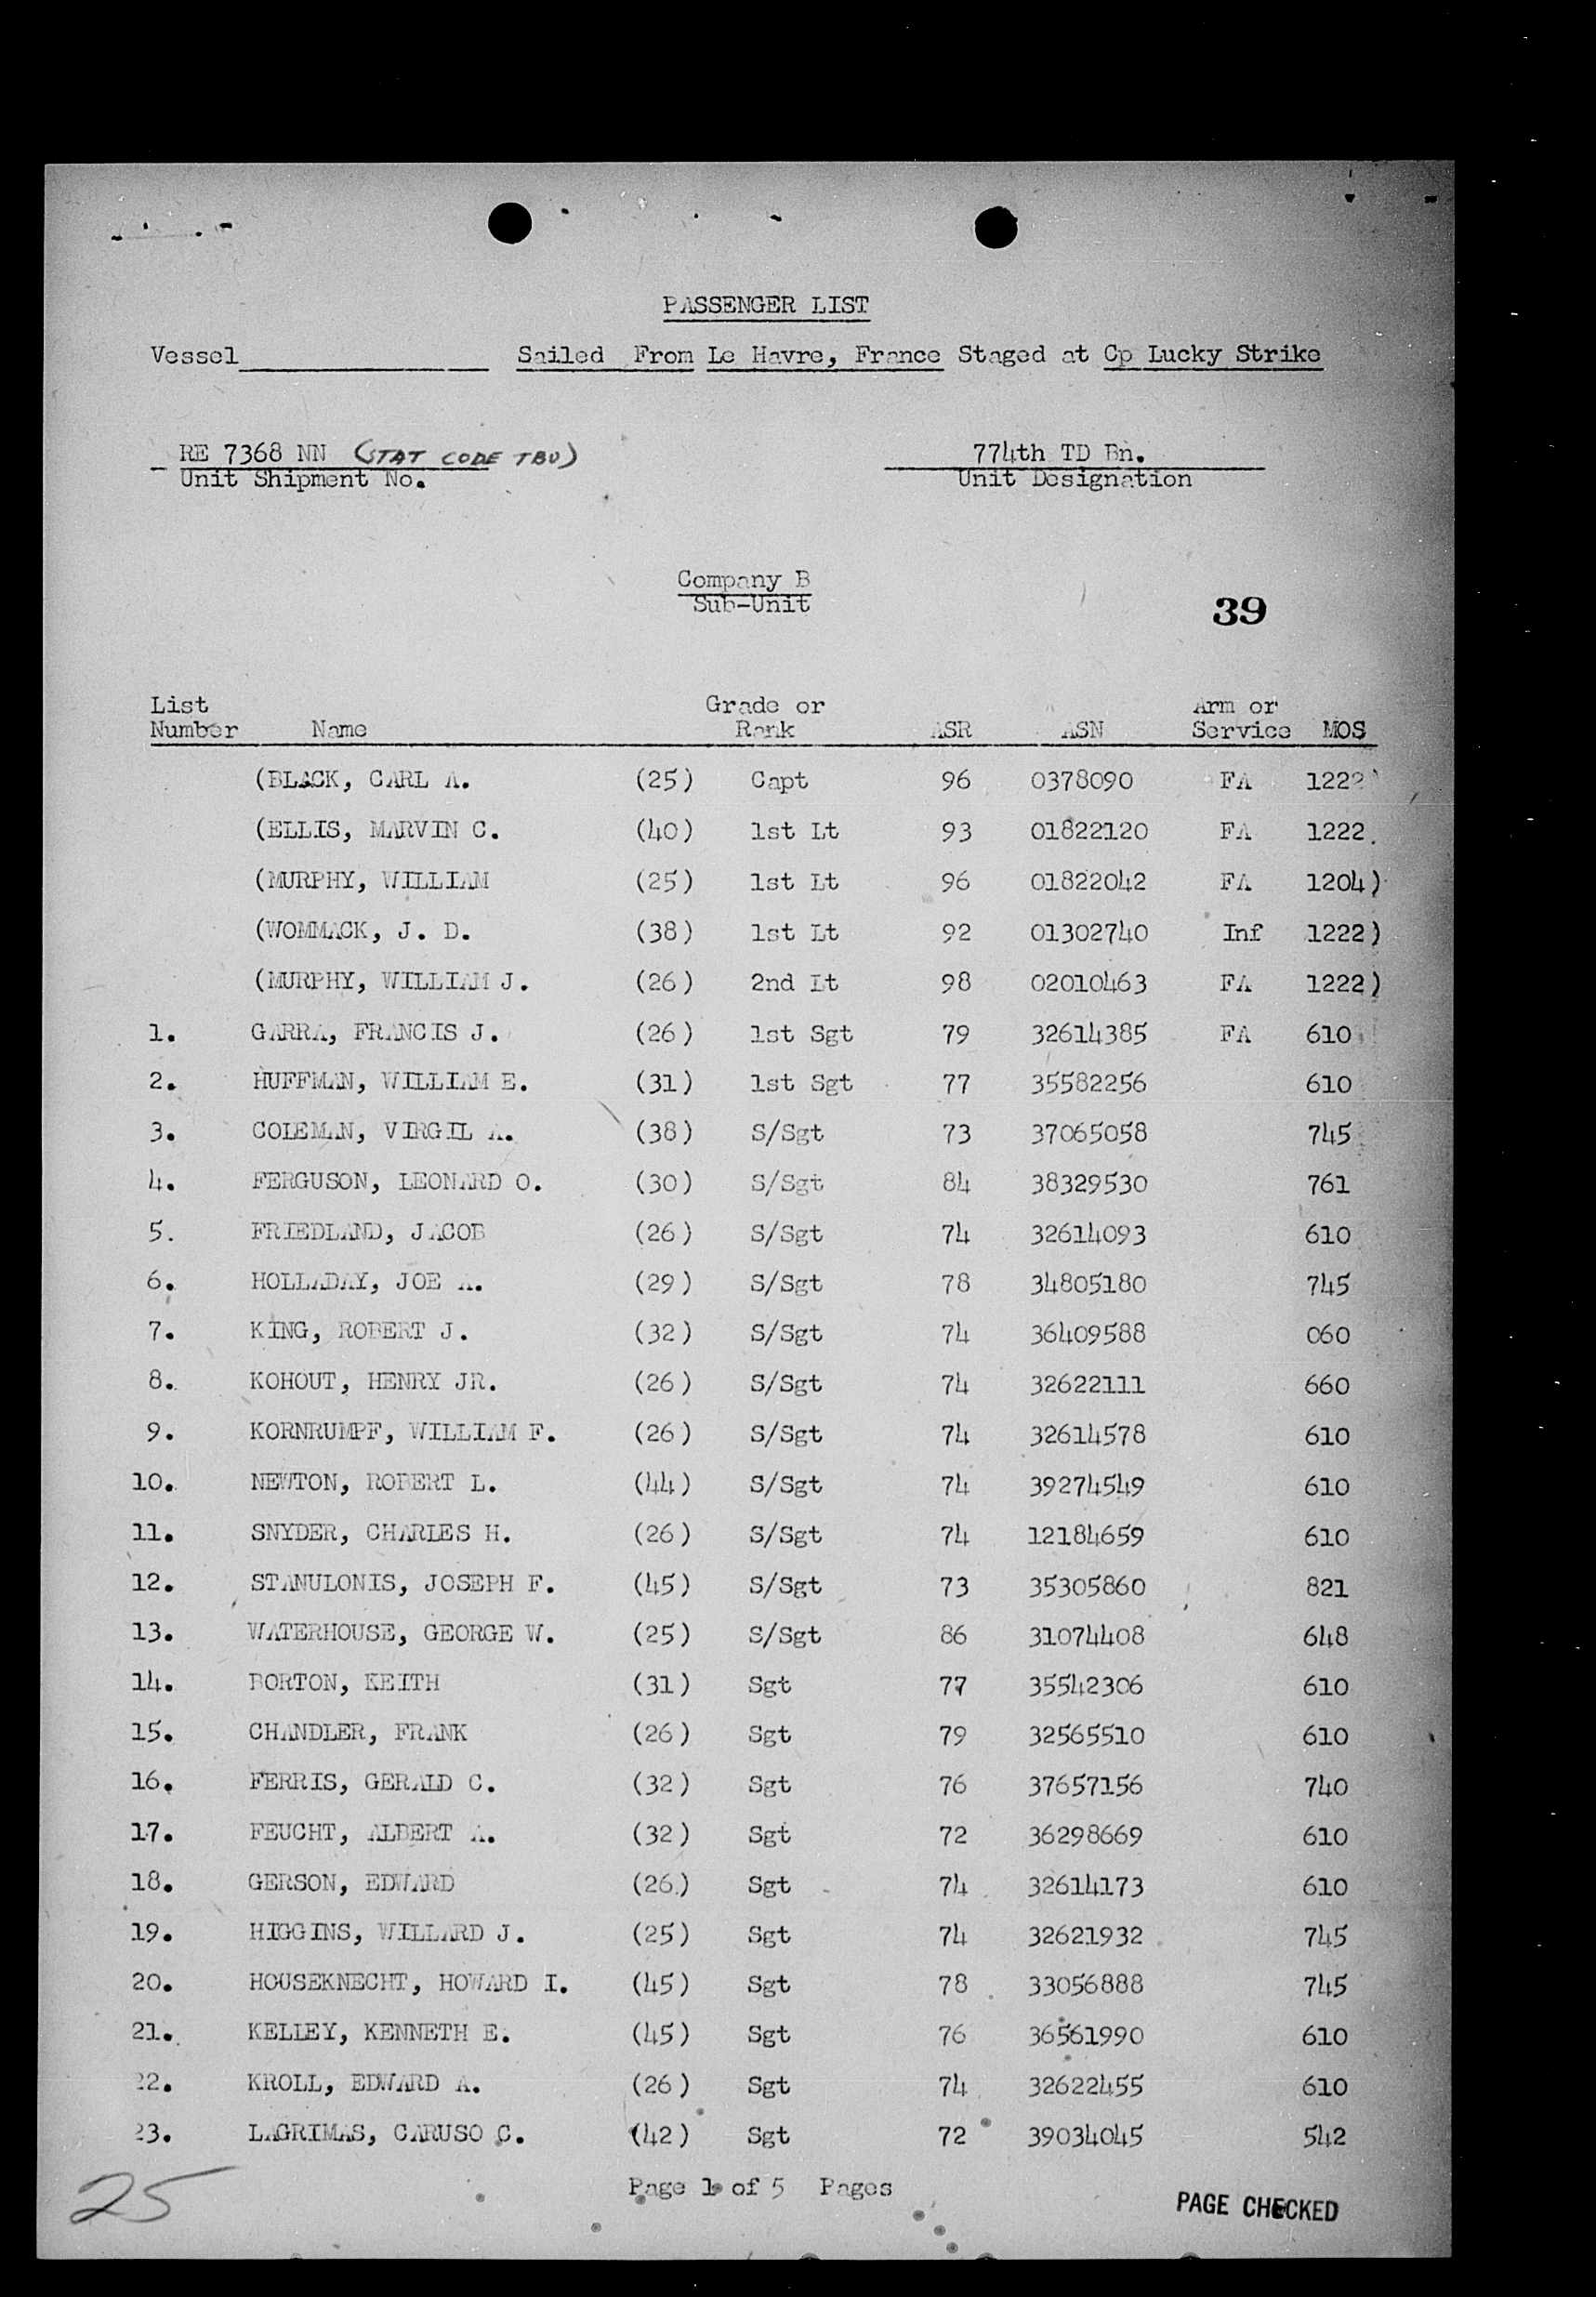 PASSENGER LIST
Vessel Sailed From Le Havre, France Staged at Cp Lucky Strike
RE 7368 NN (STAT CODE TBU) 774th TD Bn.
Unit Shipment No. Unit Designation
Company B
Sub-Unit
39
List Grade or Arm or
Number Name Rank ASR ASN Service MOS
(BLACK, CARL A. (25) Capt 96 0378090 FA 1222)
(ELLIS, MARVIN C. (40) 1st Lt 93 01822120 FA 1222.
(MURPHY, WILLIAM (25) 1st Lt 96 01822042 FA 1204)
(WOMMACK, J. D. (38) 1st Lt 92 01302740 Inf 1222)
(MURPHY, WILLIAM J. (26) 2nd Lt 98 02010463 FA 1222)
1. GARRA, FRANCIS J. (26) 1st Sgt 79 32614385 FA 610
2. HUFFMAN, WILLIAM E. (31) 1st Sgt 77 35582256 610
3. COLEMAN, VIRGIL A. (38) S/Sgt 73 37065058 745
4. FERGUSON, LEONARD O. (30) S/Sgt 84 38329530 761
5. FRIEDLAND, JACOB (26) S/Sgt 74 32614093 610
6. HOLLADAY, JOE A. (29) S/Sgt 78 34805180 745
7. KING, ROBERT J. (32) S/Sgt 74 36409588 060
8. KOHOUT, HENRY JR. (26) S/Sgt 74 32622111 660
9. KORNRUMPF, WILLIAM F. (26) S/Sgt 74 32614578 610
10. NEWTON, ROBERT L. (44) S/Sgt 74 39274549 610
11. SNYDER, CHARLES H. (26) S/Sgt 74 12184659 610
12. STANULONIS, JOSEPH F. (45) S/Sgt 73 35305860 821
13. WATERHOUSE, GEORGE W. (25) S/Sgt 86 31074408 648
14. BORTON, KEITH (31) Sgt 77 35542306 610
15. CHANDLER, FRANK (26) Sgt 79 32565510 610
16. FERRIS, GERALD C. (32) Sgt 76 37657156 740
17. FEUCHT, ALBERT A. (32) Sgt 72 36298669 610
18. GERSON, EDWARD (26) Sgt 74 32614173 610
19. HIGGINS, WILLARD J. (25) Sgt 74 32621932 745
20. HOUSEKNECHT, HOWARD I. (45) Sgt 78 33056888 745
21. KELLEY, KENNETH E. (45) Sgt 76 36561990 610
22. KROLL, EDWARD A. (26) Sgt 74 32622455 610
23. LAGRIMAS, CARUSO C. (42) Sgt 72 39034045 542
Page 1 of 5 Pages
25 PAGE CHECKED